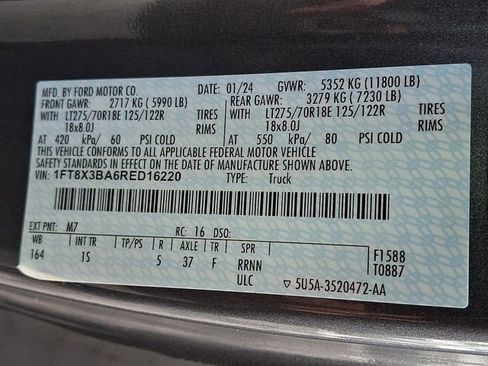 MFD. BY FORD MOTOR CO. DATE: 01/24 GVWR: 5352 KG (11800 LB)
FRONT GAWR: 2717 KG (5990 LB) REAR GAWR: 3279 KG (7230 LB)
WITH LT275/70R18E 125/122R TIRES WITH LT275/70R18E 125/122R TIRES
18x8.0J RIMS 18x8.0J RIMS
AT 420 kPa/ 60 PSI COLD AT 550 kPa/ 80 PSI COLD
THIS VEHICLE CONFORMS TO ALL APPLICABLE FEDERAL MOTOR VEHICLE
SAFETY STANDARDS IN EFFECT ON THE DATE OF MANUFACTURE SHOWN ABOVE.
VIN: 1FT8X3BA6RED16220 TYPE: Truck
EXT PNT: M7 RC: 16 DSO:
WB INT TR TP/PS R AXLE TR SPR F1588
164 1S 5 37 F RRNN T0887
ULC 5U5A-3520472-AA